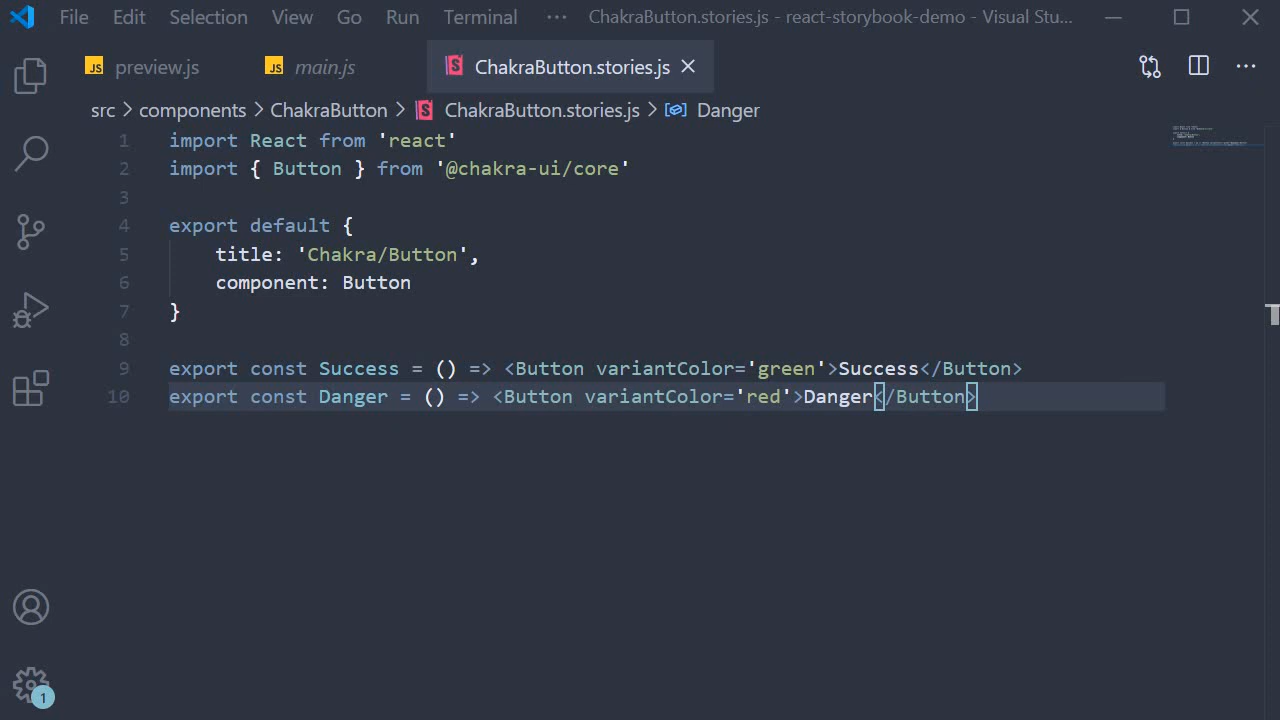 File Edit Selection View Go Run Terminal ··· ChakraButton.stories.js - react-storybook-demo - Visual Stu...
JS preview.js JS main.js S ChakraButton.stories.js
src > components > ChakraButton > S ChakraButton.stories.js > Danger
1 import React from 'react'
2 import { Button } from '@chakra-ui/core'
3
4 export default {
5 title: 'Chakra/Button',
6 component: Button
7 }
8
9 export const Success = () => <Button variantColor='green'>Success</Button>
10 export const Danger = () => <Button variantColor='red'>Danger</Button>
1